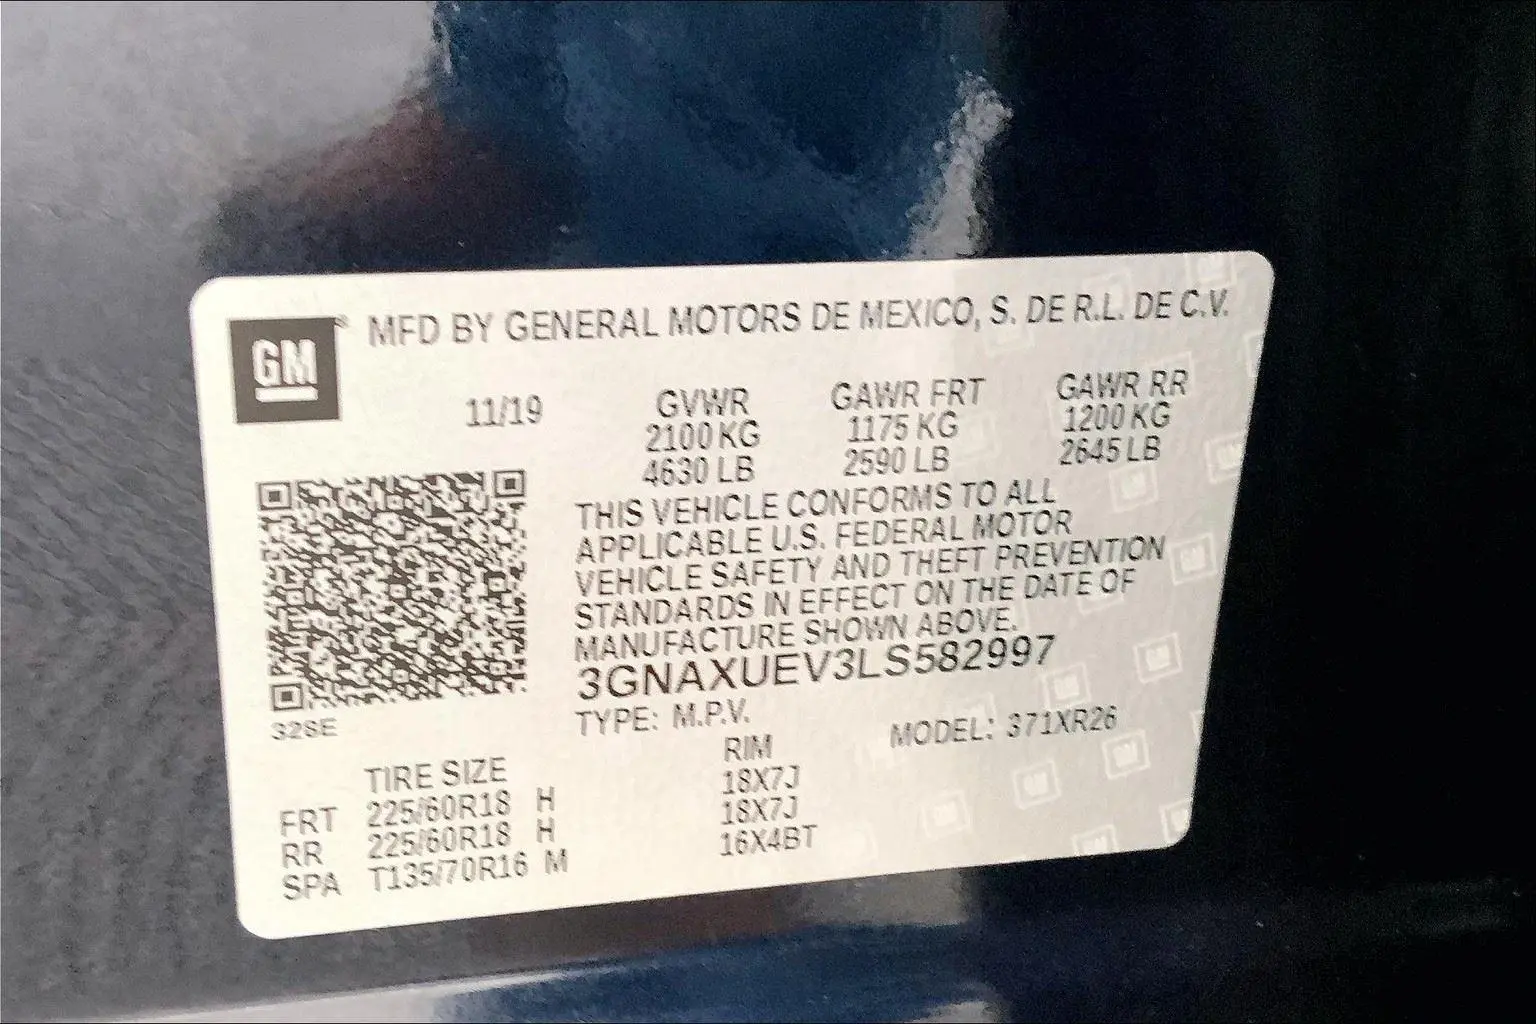 GM® MFD BY GENERAL MOTORS DE MEXICO, S. DE R.L. DE C.V.
11/19 GVWR GAWR FRT GAWR RR
2100 KG 1175 KG 1200 KG
4630 LB 2590 LB 2645 LB
THIS VEHICLE CONFORMS TO ALL
APPLICABLE U.S. FEDERAL MOTOR
VEHICLE SAFETY AND THEFT PREVENTION
STANDARDS IN EFFECT ON THE DATE OF
MANUFACTURE SHOWN ABOVE.
3GNAXUEV3LS582997
32SE TYPE: M.P.V. MODEL: 371XR26
TIRE SIZE RIM
FRT 225/60R18 H 18X7J
RR 225/60R18 H 18X7J
SPA T135/70R16 M 16X4BT